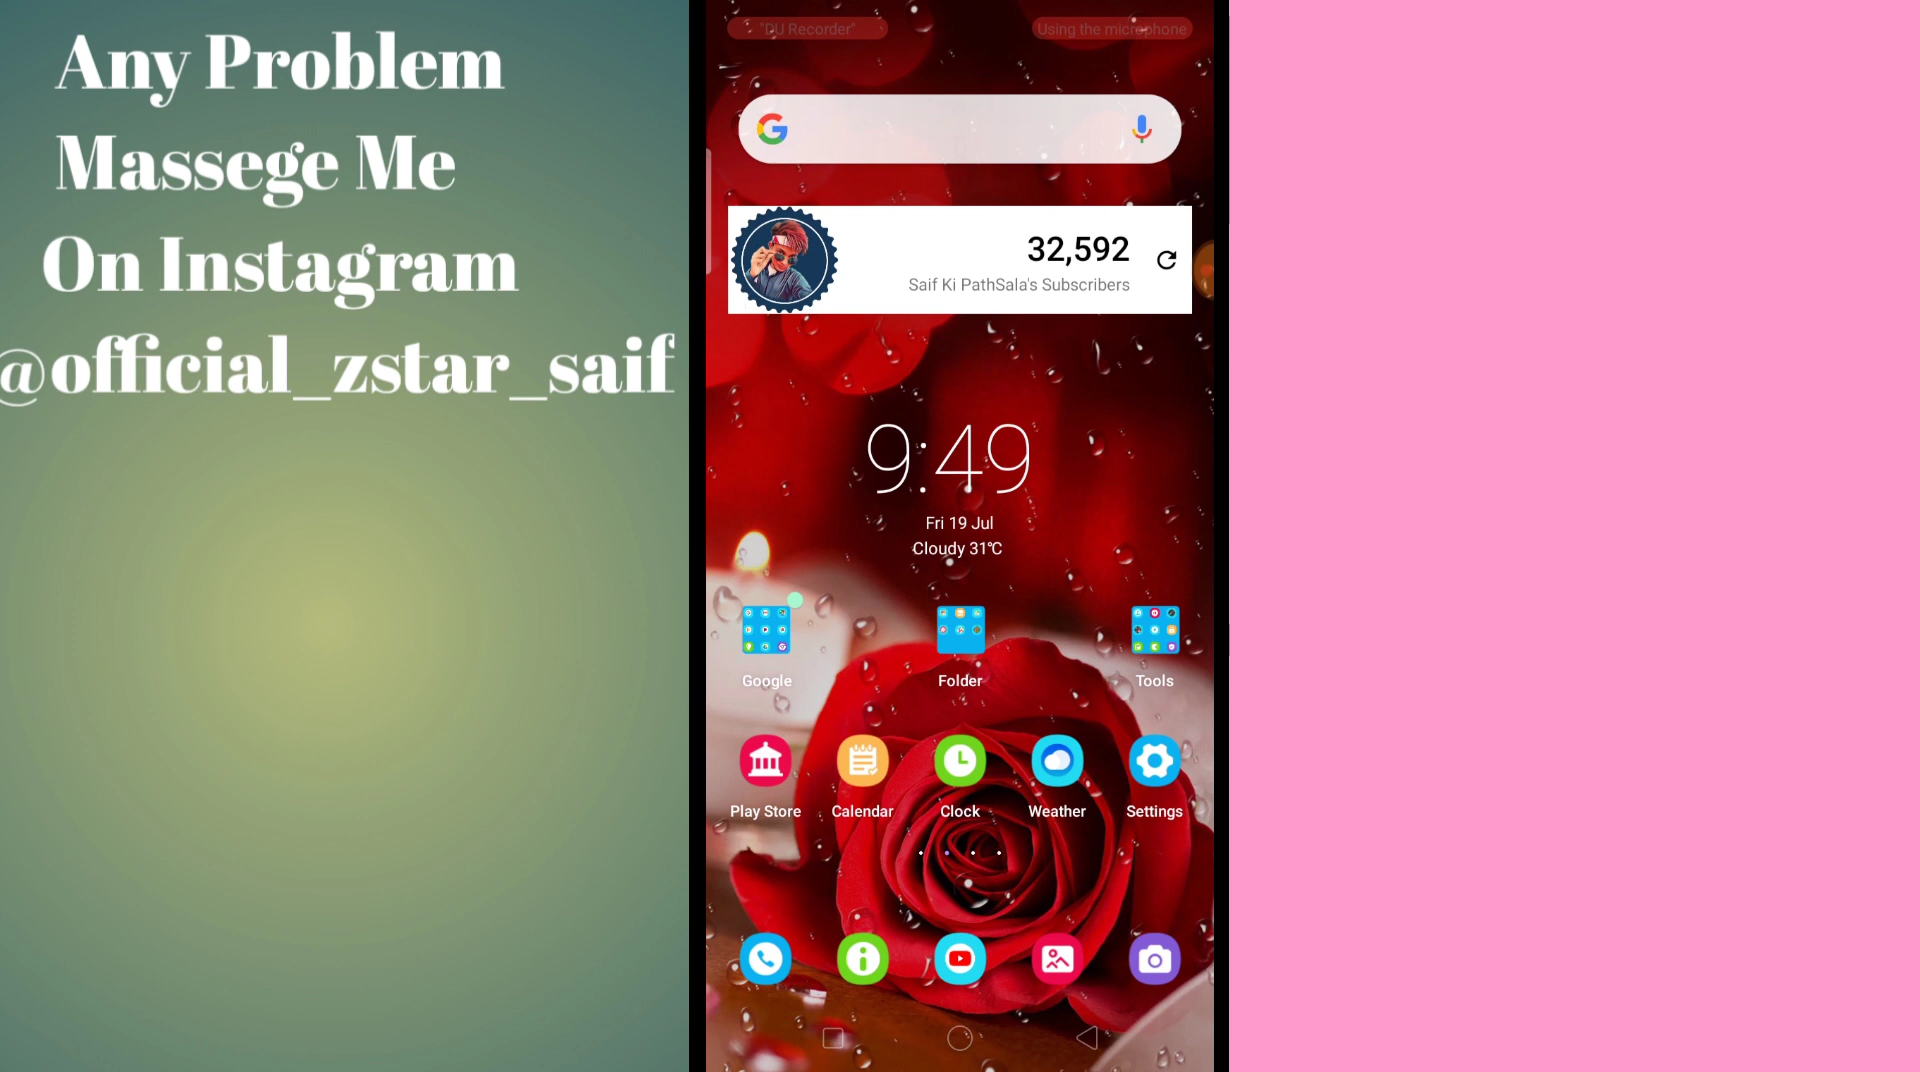 Any Problem
Massege Me
On Instagram
@official_zstar_saif
"DU Recorder"
Using the microphone
32,592
Saif Ki PathSala's Subscribers
9:49
Fri 19 Jul
Cloudy 31°C
Google
Folder
Tools
Play Store
Calendar
Clock
Weather
Settings